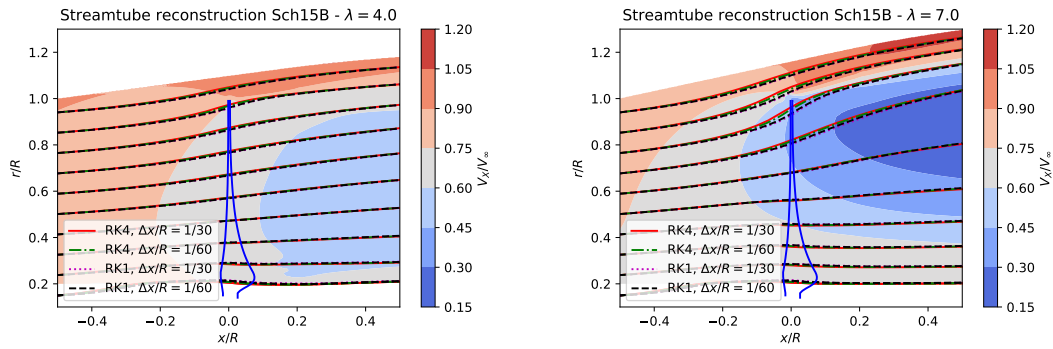 Streamtube reconstruction Sch15B - λ = 4.0
1.2
1.0
0.8
0.6
0.4
0.2
r/R
−0.4
−0.2
0.0
0.2
0.4
x/R
RK4, Δx/R = 1/30
RK4, Δx/R = 1/60
RK1, Δx/R = 1/30
RK1, Δx/R = 1/60
1.20
1.05
0.90
0.75
0.60
0.45
0.30
0.15
V_X/V_∞
Streamtube reconstruction Sch15B - λ = 7.0
1.2
1.0
0.8
0.6
0.4
0.2
r/R
−0.4
−0.2
0.0
0.2
0.4
x/R
RK4, Δx/R = 1/30
RK4, Δx/R = 1/60
RK1, Δx/R = 1/30
RK1, Δx/R = 1/60
1.20
1.05
0.90
0.75
0.60
0.45
0.30
0.15
V_X/V_∞